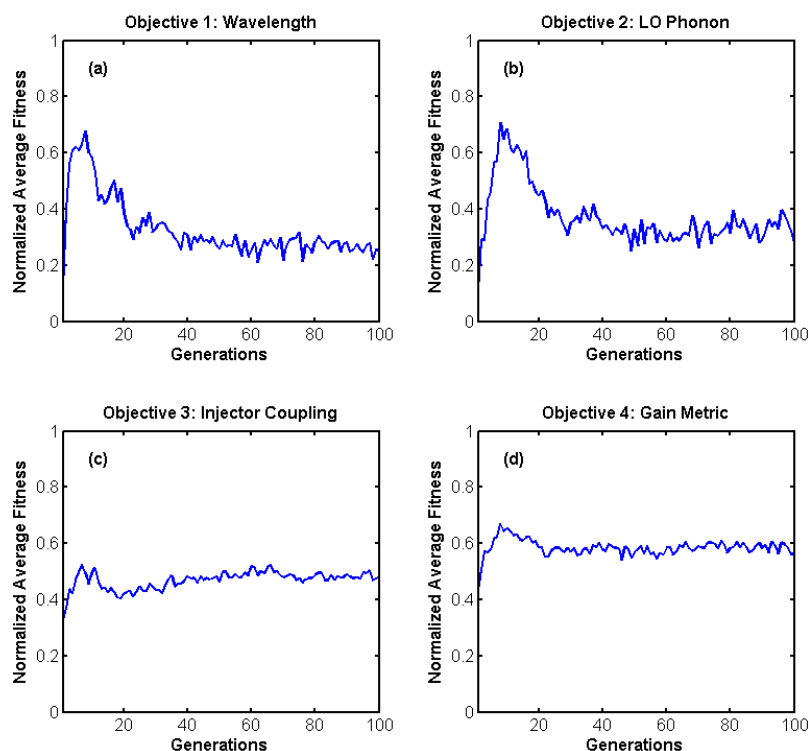 Objective 1: Wavelength
(a)
Normalized Average Fitness
1
0.8
0.6
0.4
0.2
0
20 40 60 80 100
Generations
Objective 2: LO Phonon
(b)
Normalized Average Fitness
1
0.8
0.6
0.4
0.2
0
20 40 60 80 100
Generations
Objective 3: Injector Coupling
(c)
Normalized Average Fitness
1
0.8
0.6
0.4
0.2
0
20 40 60 80 100
Generations
Objective 4: Gain Metric
(d)
Normalized Average Fitness
1
0.8
0.6
0.4
0.2
0
20 40 60 80 100
Generations